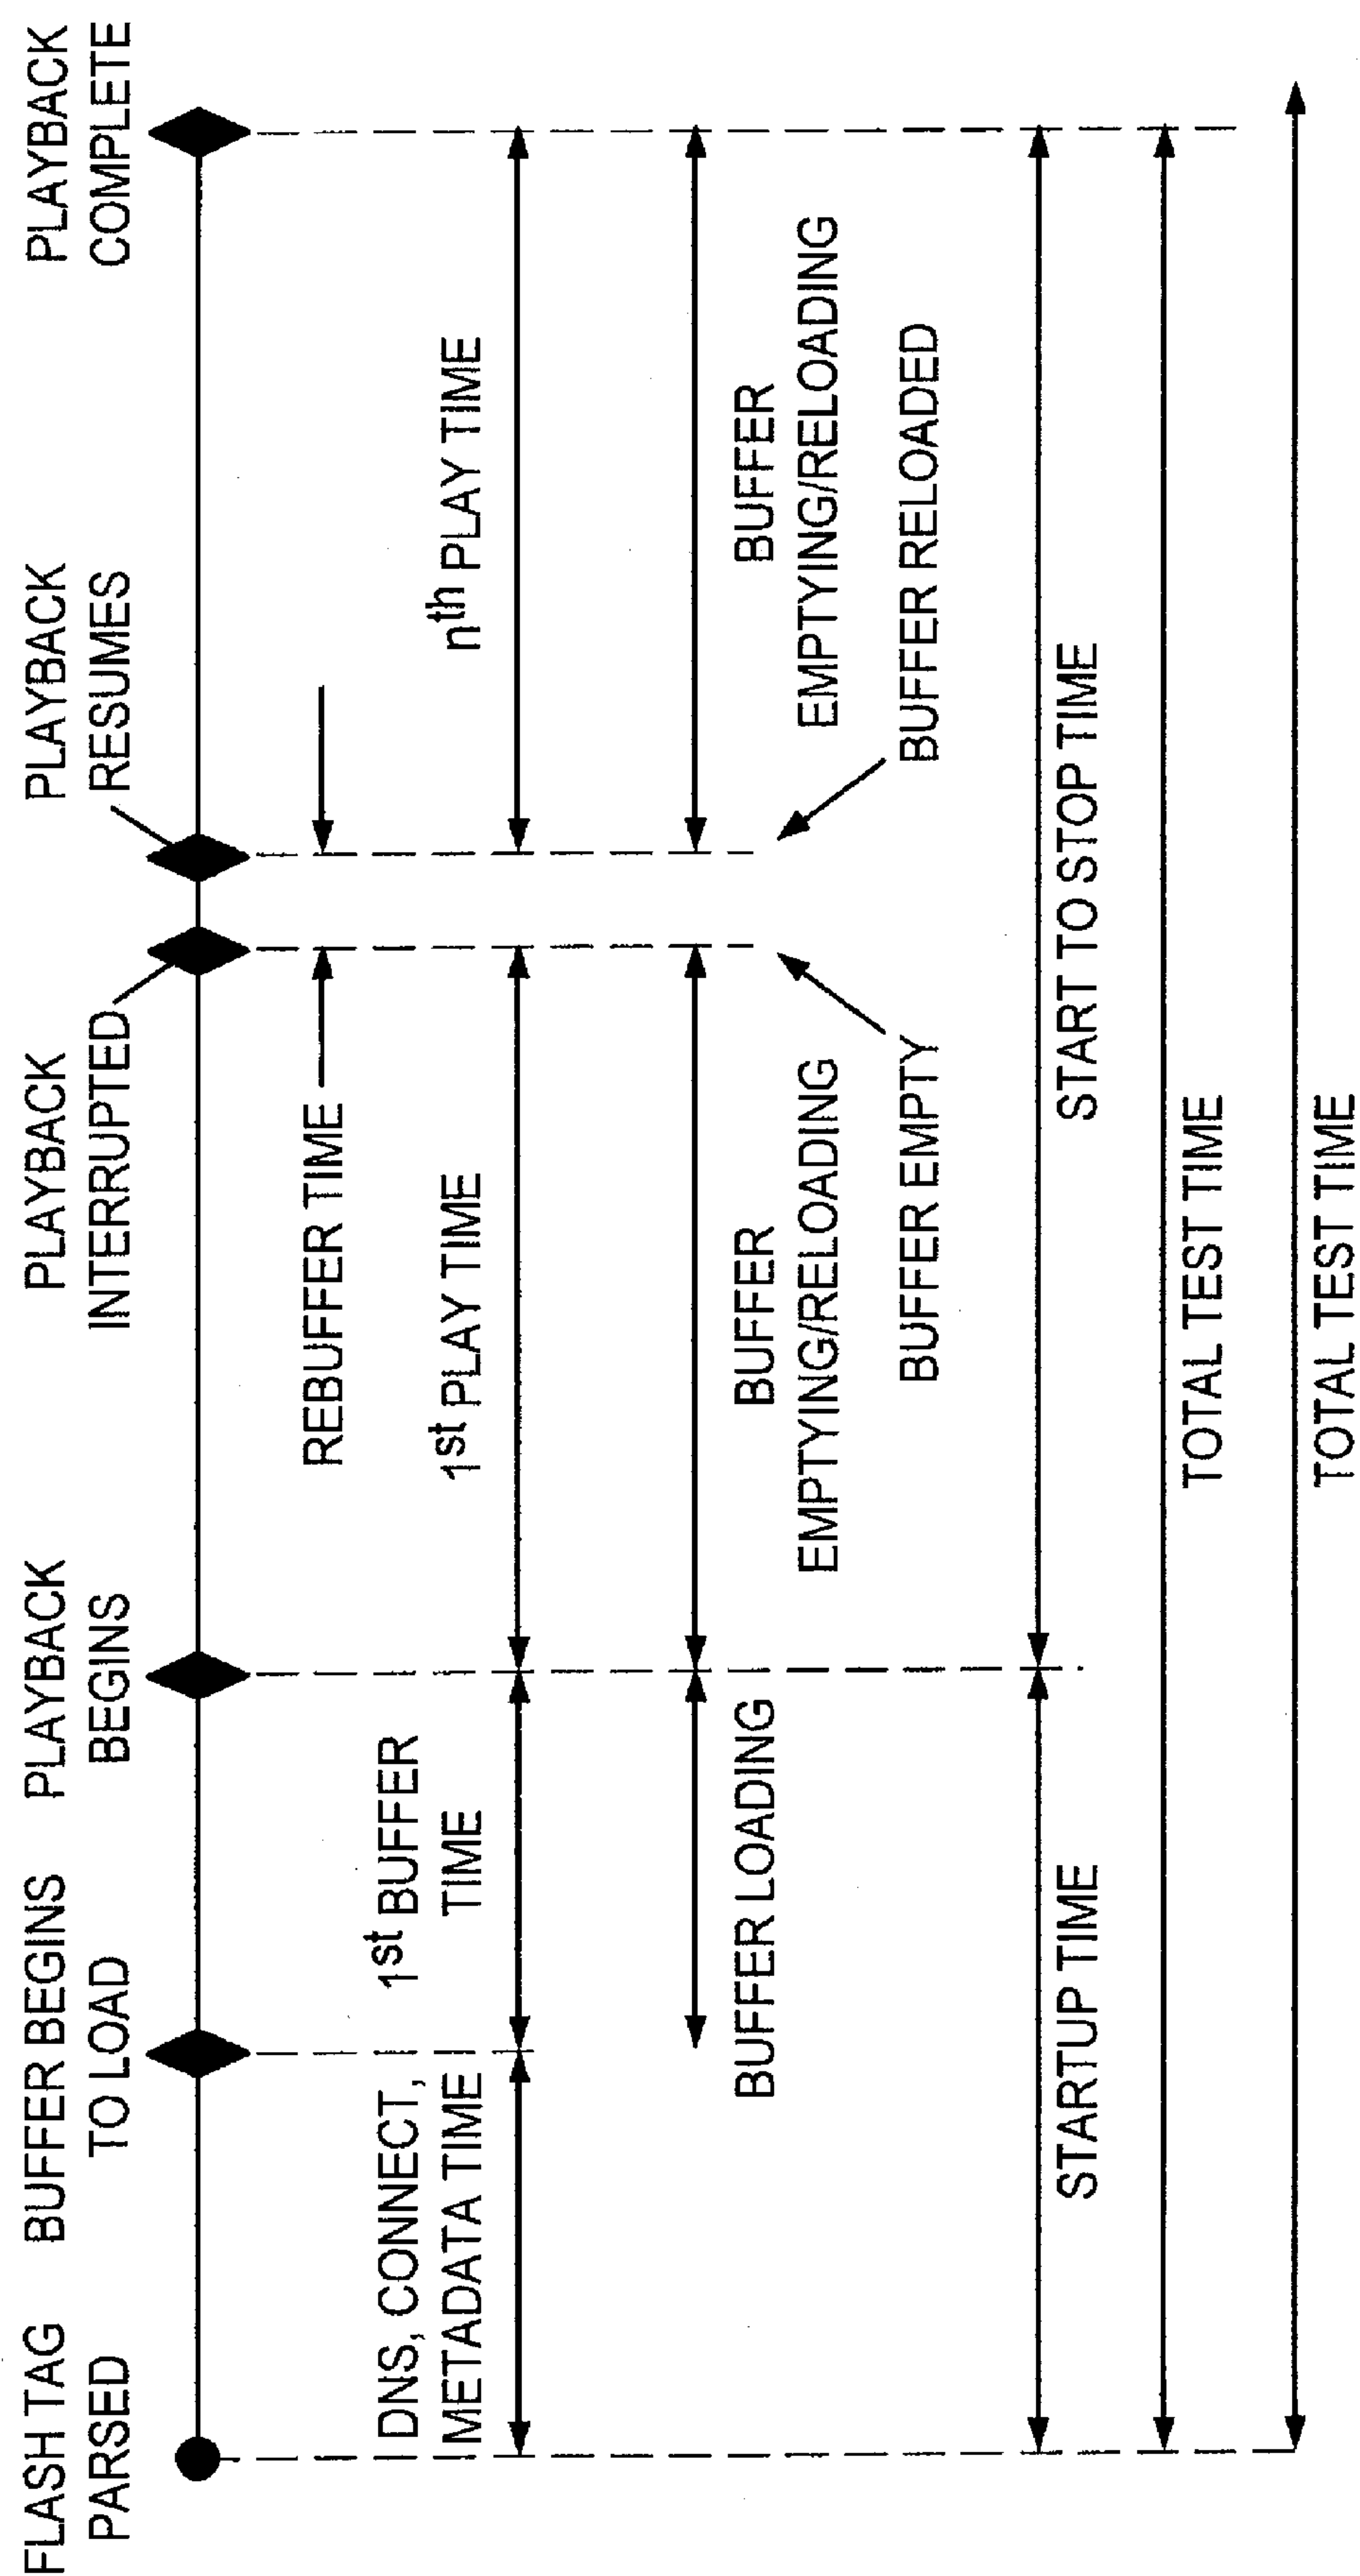 FLASH TAG
PARSED
BUFFER BEGINS
TO LOAD
PLAYBACK
BEGINS
PLAYBACK
INTERRUPTED
PLAYBACK
RESUMES
PLAYBACK
COMPLETE
REBUFFER TIME
DNS, CONNECT,
METADATA TIME
1st BUFFER
TIME
1st PLAY TIME
nth PLAY TIME
BUFFER LOADING
BUFFER
EMPTYING/RELOADING
BUFFER
EMPTYING/RELOADING
BUFFER EMPTY
BUFFER RELOADED
STARTUP TIME
START TO STOP TIME
TOTAL TEST TIME
TOTAL TEST TIME